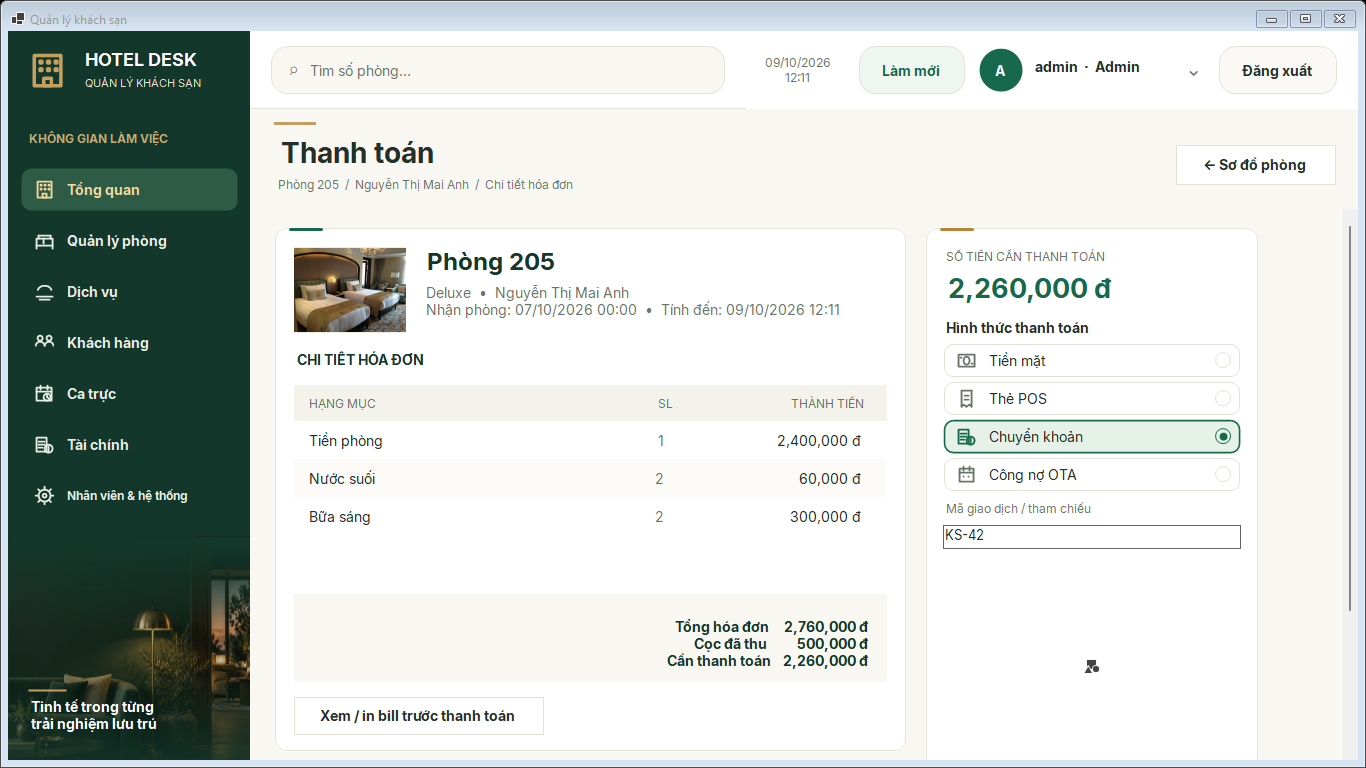 Quản lý khách sạn
HOTEL DESK
QUẢN LÝ KHÁCH SẠN
Tìm số phòng...
09/10/2026
12:11
Làm mới
A
admin · Admin
Đăng xuất
KHÔNG GIAN LÀM VIỆC
Tổng quan
Quản lý phòng
Dịch vụ
Khách hàng
Ca trực
Tài chính
Nhân viên & hệ thống
Tinh tế trong từng
trải nghiệm lưu trú
Thanh toán
Phòng 205 / Nguyễn Thị Mai Anh / Chi tiết hóa đơn
← Sơ đồ phòng
Phòng 205
Deluxe • Nguyễn Thị Mai Anh
Nhận phòng: 07/10/2026 00:00 • Tính đến: 09/10/2026 12:11
CHI TIẾT HÓA ĐƠN
HẠNG MỤC SL THÀNH TIỀN
Tiền phòng 1 2,400,000 đ
Nước suối 2 60,000 đ
Bữa sáng 2 300,000 đ
Tổng hóa đơn 2,760,000 đ
Cọc đã thu 500,000 đ
Cần thanh toán 2,260,000 đ
Xem / in bill trước thanh toán
SỐ TIỀN CẦN THANH TOÁN
2,260,000 đ
Hình thức thanh toán
Tiền mặt
Thẻ POS
Chuyển khoản
Công nợ OTA
Mã giao dịch / tham chiếu
KS-42